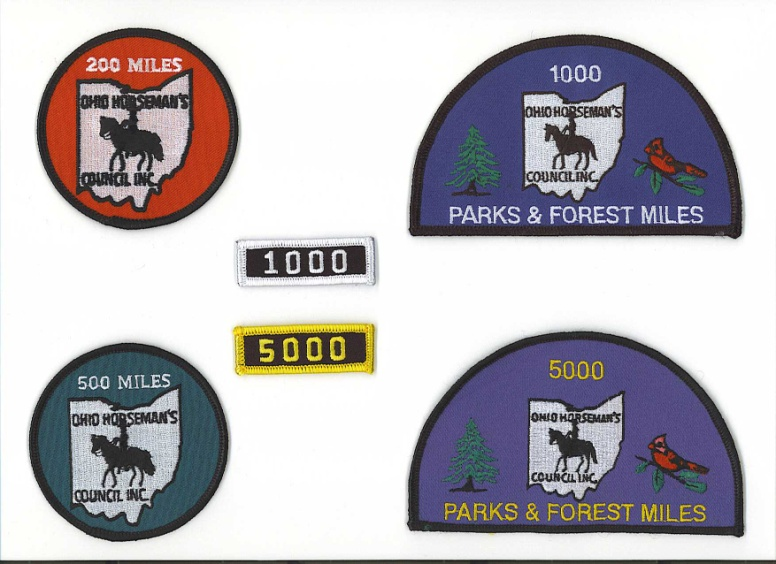 200 MILES
OHIO HORSEMAN'S
COUNCIL INC.
1000
OHIO HORSEMAN'S
COUNCIL INC.
PARKS & FOREST MILES
1000
5000
500 MILES
OHIO HORSEMAN'S
COUNCIL INC.
5000
OHIO HORSEMAN'S
COUNCIL INC.
PARKS & FOREST MILES